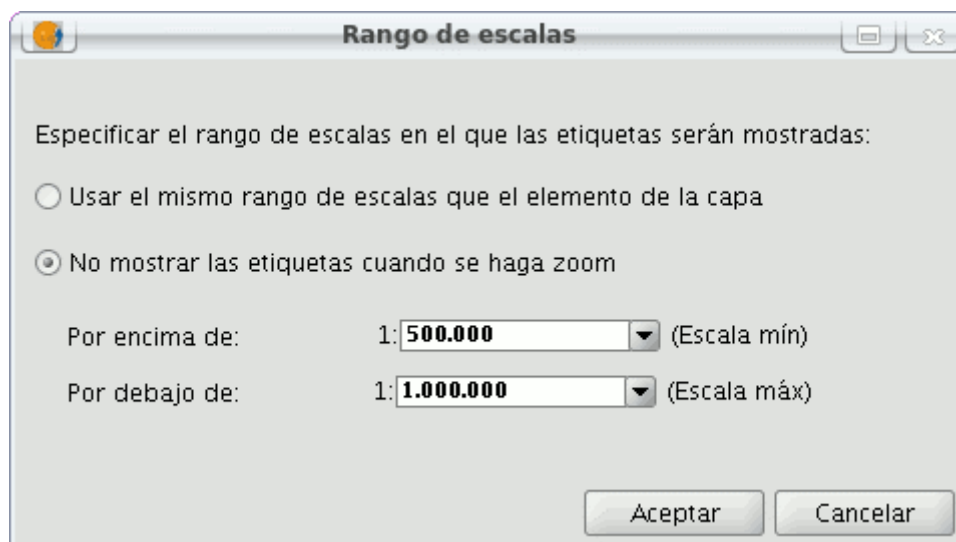 Rango de escalas
Especificar el rango de escalas en el que las etiquetas serán mostradas:
Usar el mismo rango de escalas que el elemento de la capa
No mostrar las etiquetas cuando se haga zoom
Por encima de: 1: 500.000 (Escala mín)
Por debajo de: 1: 1.000.000 (Escala máx)
Aceptar Cancelar